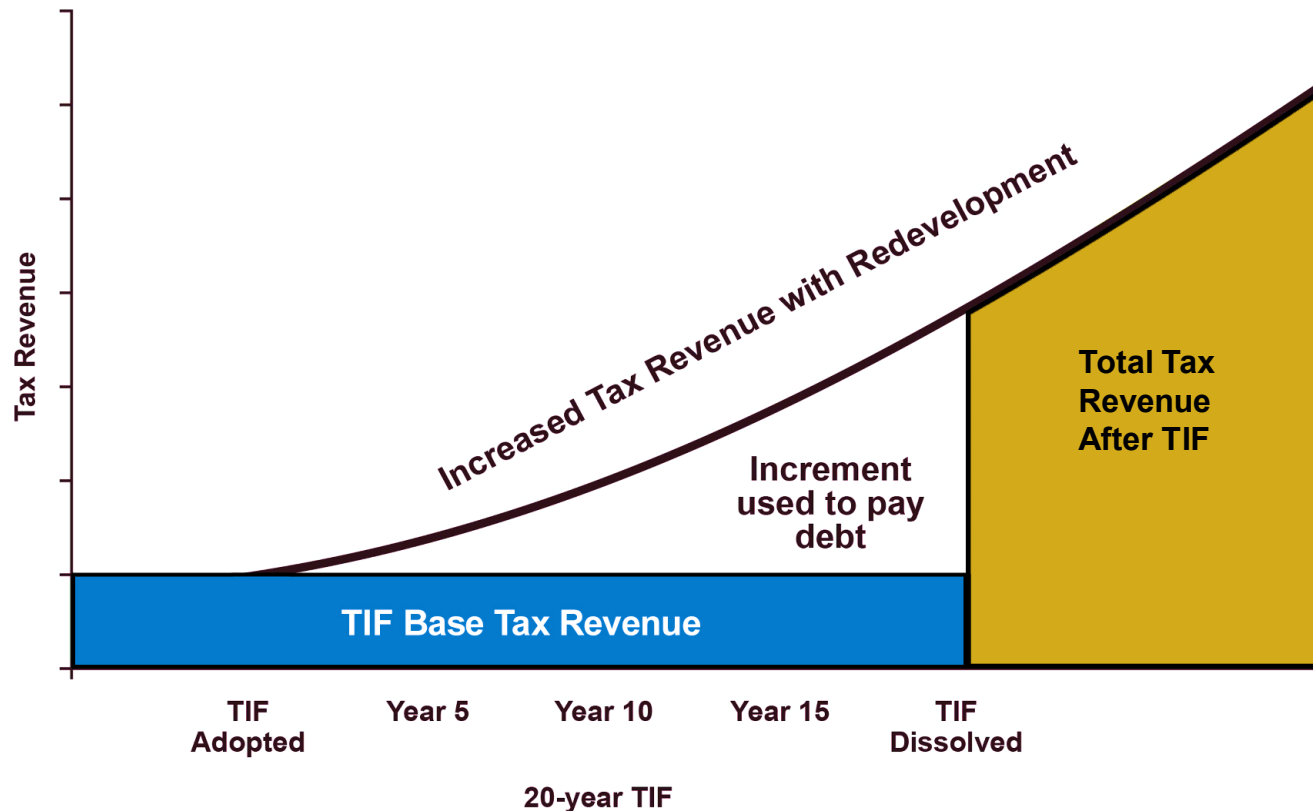 Tax Revenue
Increased Tax Revenue with Redevelopment
Increment
used to pay
debt
Total Tax
Revenue
After TIF
TIF Base Tax Revenue
TIF
Adopted
Year 5
Year 10
Year 15
TIF
Dissolved
20-year TIF